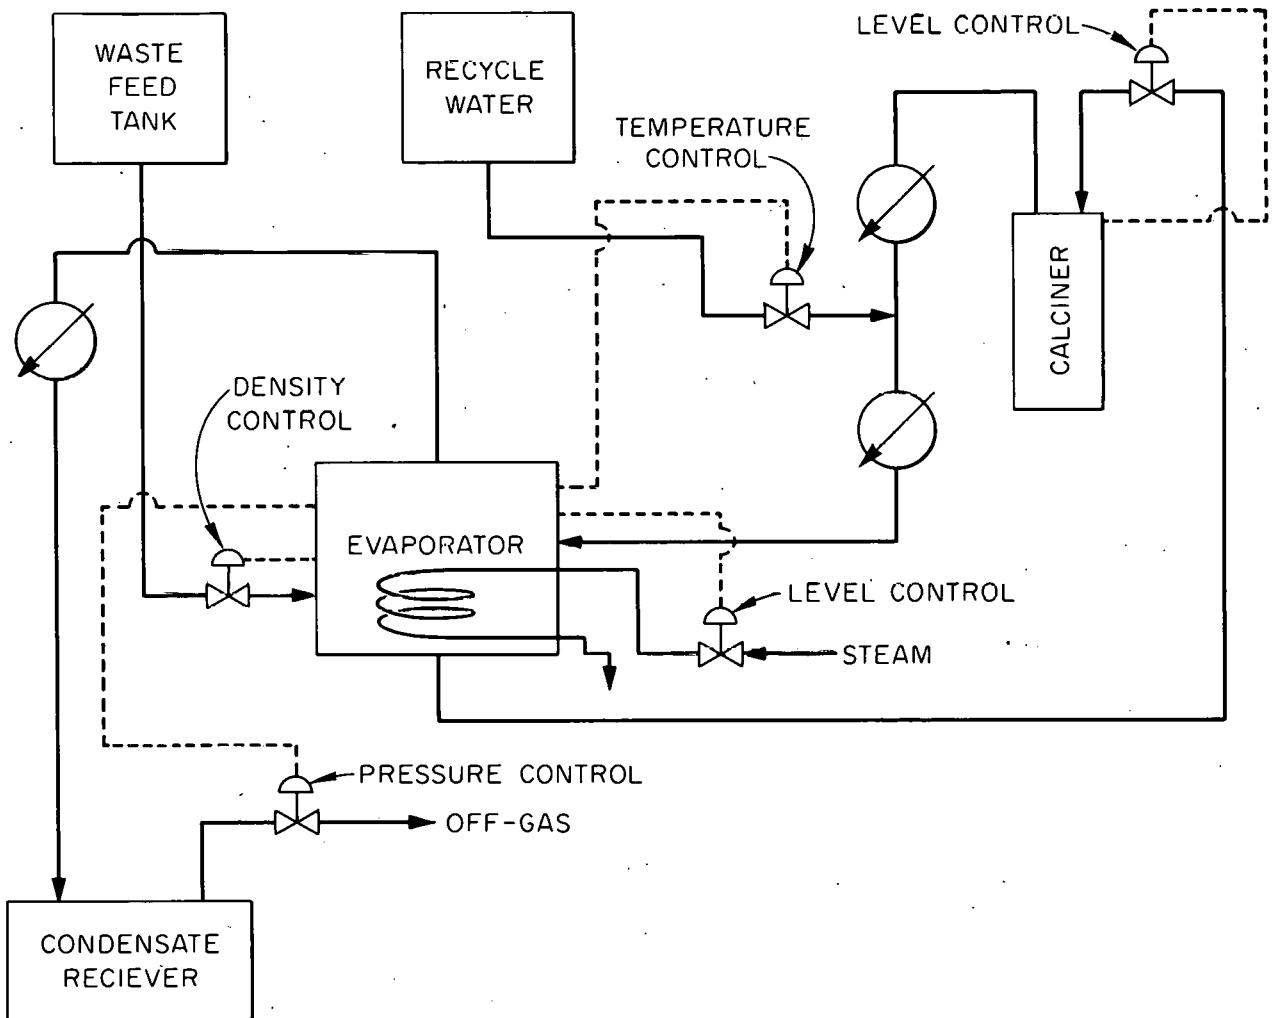 WASTE
FEED
TANK
RECYCLE
WATER
LEVEL CONTROL
TEMPERATURE
CONTROL
CALCINER
DENSITY
CONTROL
EVAPORATOR
LEVEL CONTROL
STEAM
PRESSURE CONTROL
OFF-GAS
CONDENSATE
RECIEVER